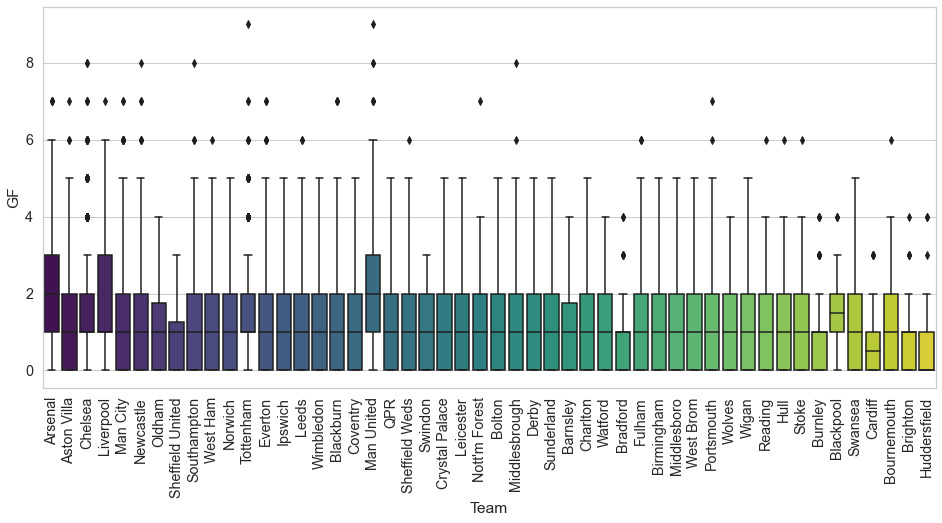 GF
8
6
4
2
0
Arsenal
Aston Villa
Chelsea
Liverpool
Man City
Newcastle
Oldham
Sheffield United
Southampton
West Ham
Norwich
Tottenham
Everton
Ipswich
Leeds
Wimbledon
Blackburn
Coventry
Man United
QPR
Sheffield Weds
Swindon
Crystal Palace
Leicester
Nott'm Forest
Bolton
Middlesbrough
Derby
Sunderland
Barnsley
Charlton
Watford
Bradford
Fulham
Birmingham
Middlesboro
West Brom
Portsmouth
Wolves
Wigan
Reading
Hull
Stoke
Burnley
Blackpool
Swansea
Cardiff
Bournemouth
Brighton
Huddersfield
Team